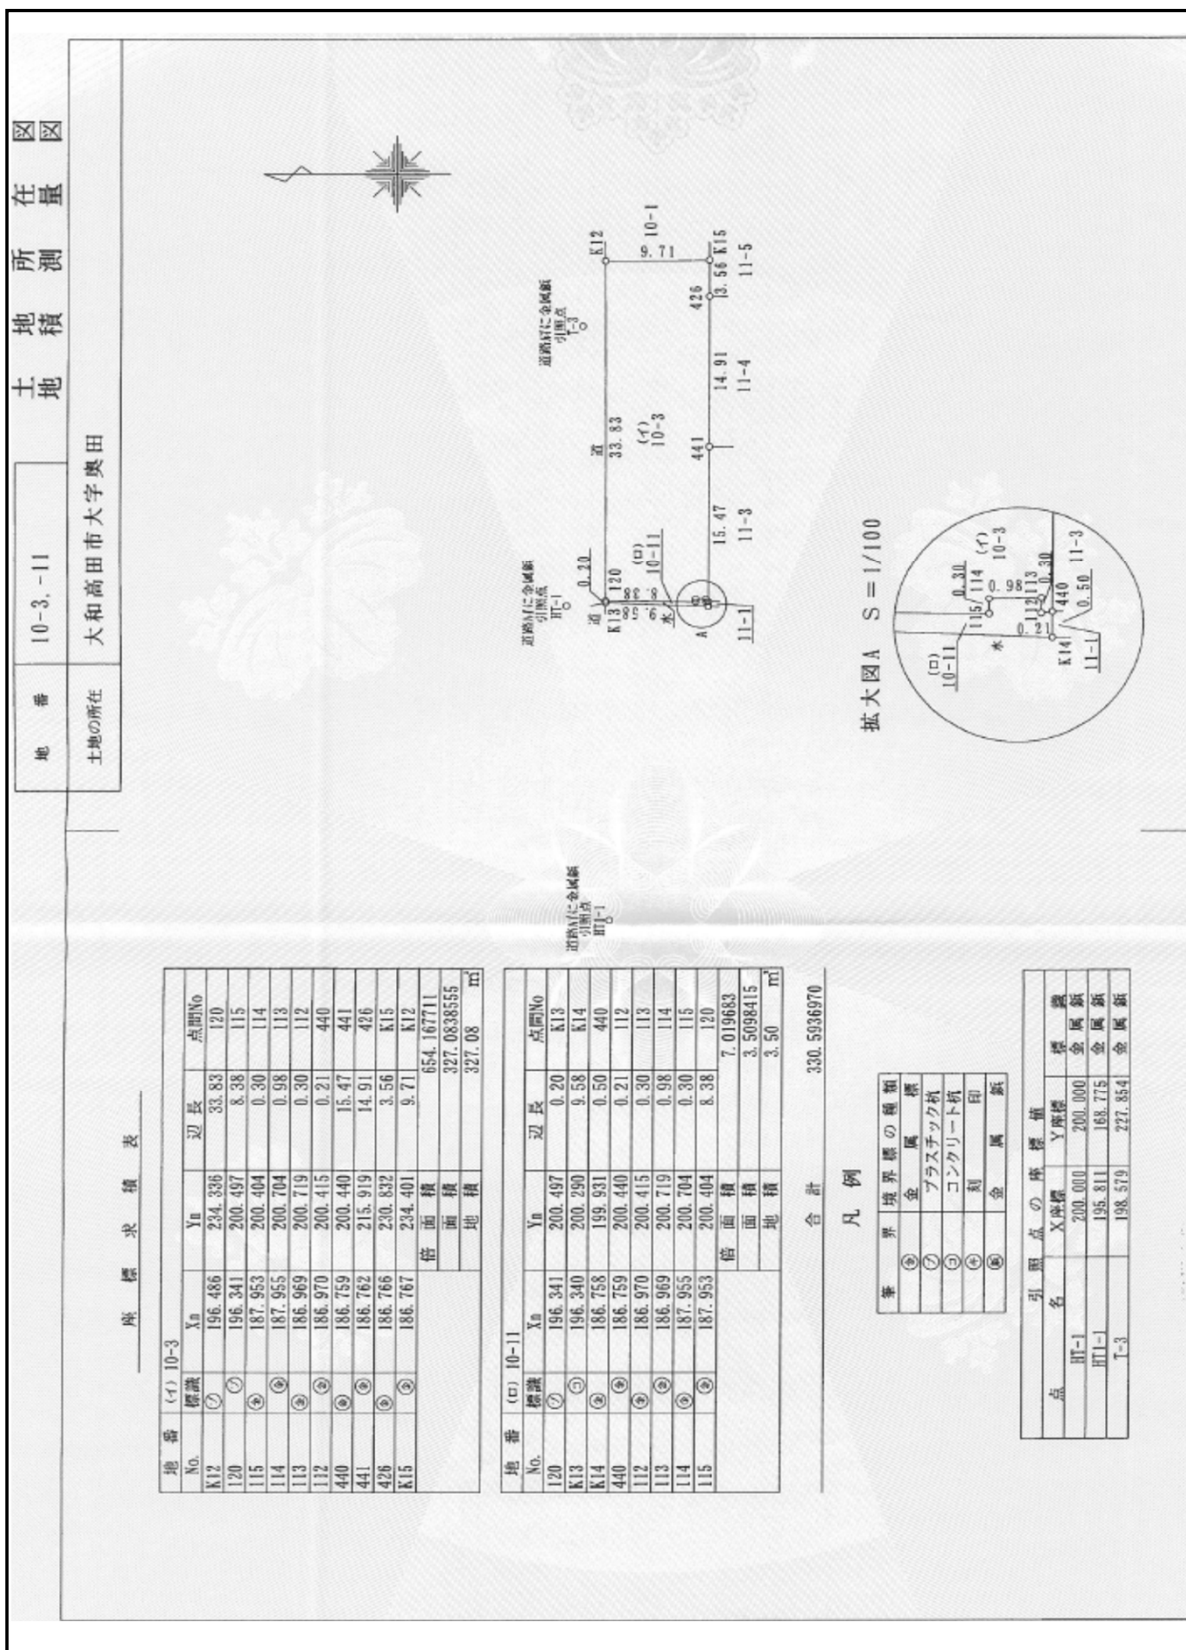 土 地 所 在 図
地 積 測 量 図
地 番 10-3,-11
土地の所在 大和高田市大字奥田
座 標 求 積 表
地 番 (イ) 10-3
No. 標識 Xn Yn 辺 長 点間No
K12 プ 196.486 234.336 33.83 120
120 プ 196.341 200.497 8.38 115
115 187.953 200.404 0.30 114
114 187.955 200.704 0.98 113
113 186.969 200.719 0.30 112
112 186.970 200.415 0.21 440
440 186.759 200.440 15.47 441
441 186.762 215.919 14.91 426
426 186.766 230.832 3.56 K15
K15 186.767 234.401 9.71 K12
倍 面 積 654.167711
面 積 327.0838555
地 積 327.08 ㎡
地 番 (ロ) 10-11
No. 標識 Xn Yn 辺 長 点間No
120 プ 196.341 200.497 0.20 K13
K13 コ 196.340 200.290 9.58 K14
K14 186.758 199.931 0.50 440
440 186.759 200.440 0.21 112
112 186.970 200.415 0.30 113
113 186.969 200.719 0.98 114
114 187.955 200.704 0.30 115
115 187.953 200.404 8.38 120
倍 面 積 7.019683
面 積 3.5098415
地 積 3.50 ㎡
合 計 330.5936970
凡 例
筆 界 境 界 標 の 種 類
金 属 標
プ プラスチック杭
コ コンクリート杭
刻 印
金 属 鋲
引 照 点 の 座 標 値
点 名 X座標 Y座標 標 識
HT-1 200.000 200.000 金 属 鋲
HT1-1 195.811 168.775 金 属 鋲
T-3 198.579 227.854 金 属 鋲
道路肩に金属鋲
引照点
HT1-1
道路肩に金属鋲
引照点
HT-1
道路肩に金属鋲
引照点
T-3
道
0.20
K13 120
道
33.83
K12
(イ)
10-3
(ロ)
10-11
水
9.71
10-1
A
11-1
15.47
11-3
441
14.91
11-4
426
3.56 K15
11-5
拡大図A S=1/100
0.30
115 114
(イ)
10-3
(ロ)
10-11
水
0.98
112 113
0.30
0.21
K14 440
11-3
0.50
11-1